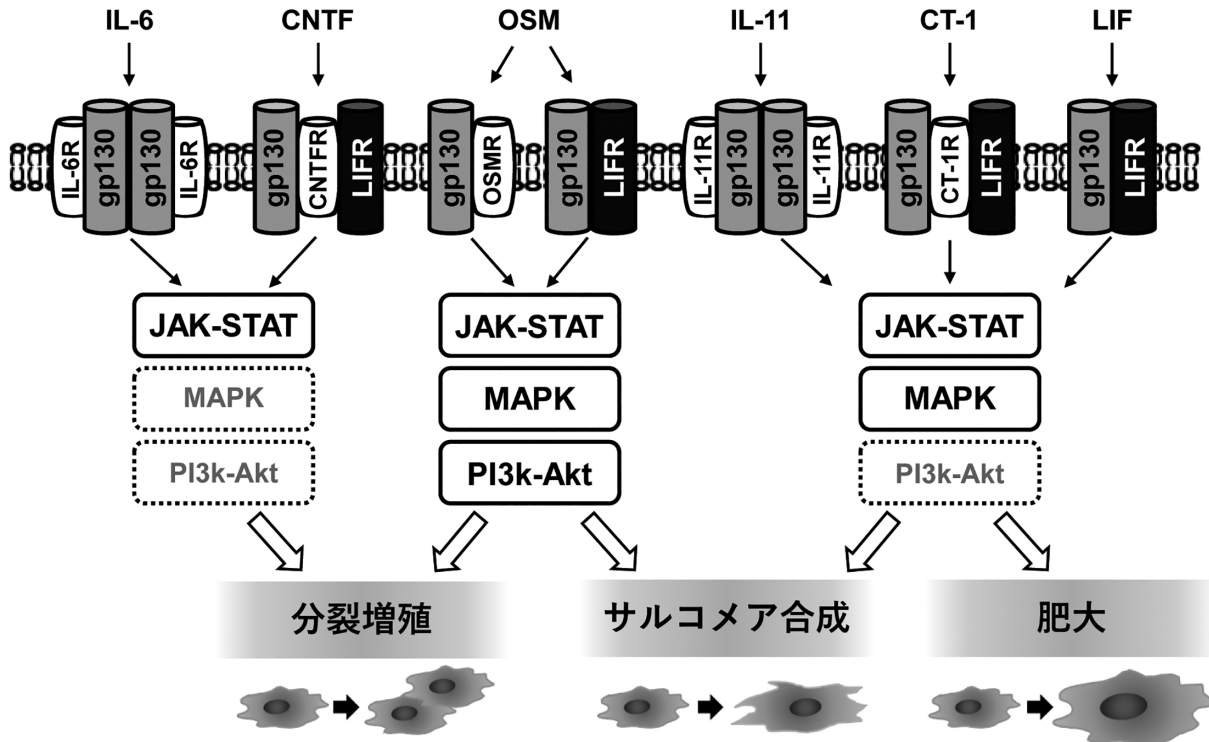 IL-6 CNTF OSM IL-11 CT-1 LIF
IL-6R gp130 gp130 IL-6R gp130 CNTFR LIFR gp130 OSMR gp130 LIFR IL-11R gp130 gp130 IL-11R gp130 CT-1R LIFR gp130 LIFR
JAK-STAT JAK-STAT JAK-STAT
MAPK MAPK MAPK
PI3k-Akt PI3k-Akt PI3k-Akt
分裂増殖 サルコメア合成 肥大